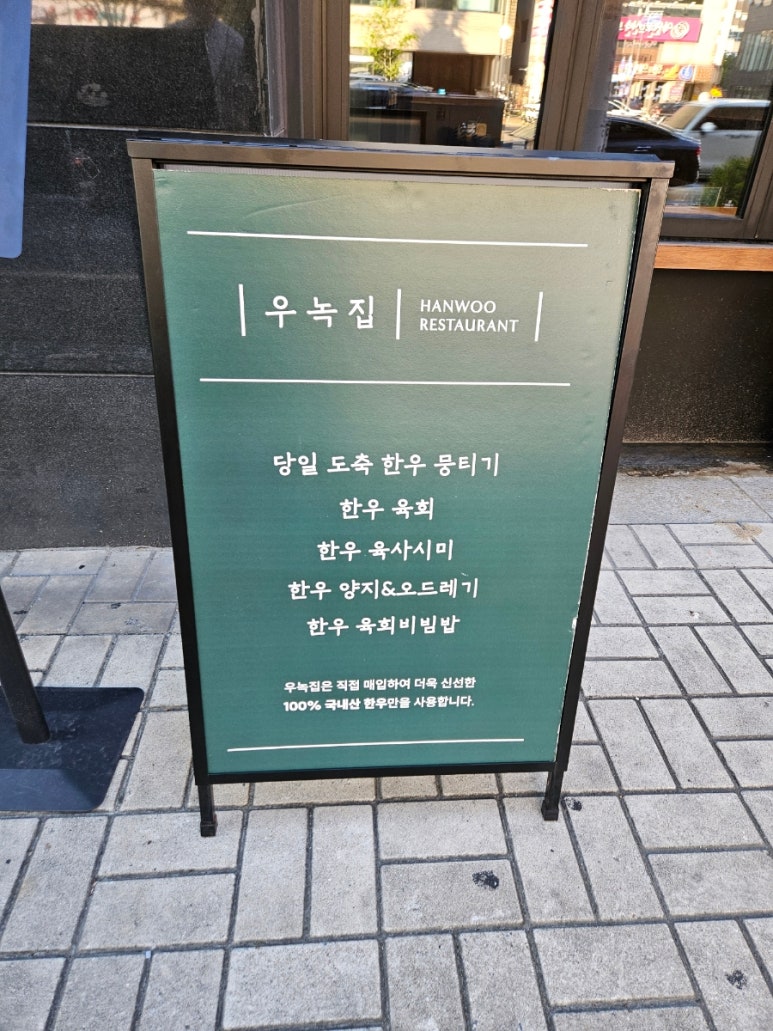 우녹집
HANWOO
RESTAURANT
당일 도축 한우 뭉티기
한우 육회
한우 육사시미
한우 양지&오드레기
한우 육회비빔밥
우녹집은 직접 매입하여 더욱 신선한
100% 국내산 한우만을 사용합니다.